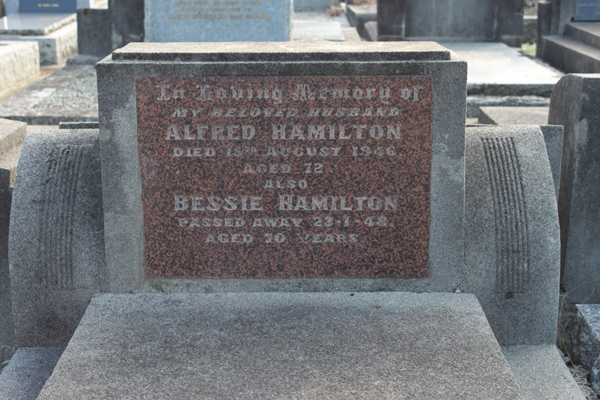 In Loving Memory of
MY BELOVED HUSBAND
ALFRED HAMILTON
DIED 15TH AUGUST 1946.
AGED 72
ALSO
BESSIE HAMILTON
PASSED AWAY 23-1-48.
AGED 70 YEARS.